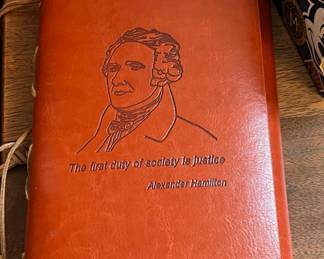 The first duty of society is justice
Alexander Hamilton